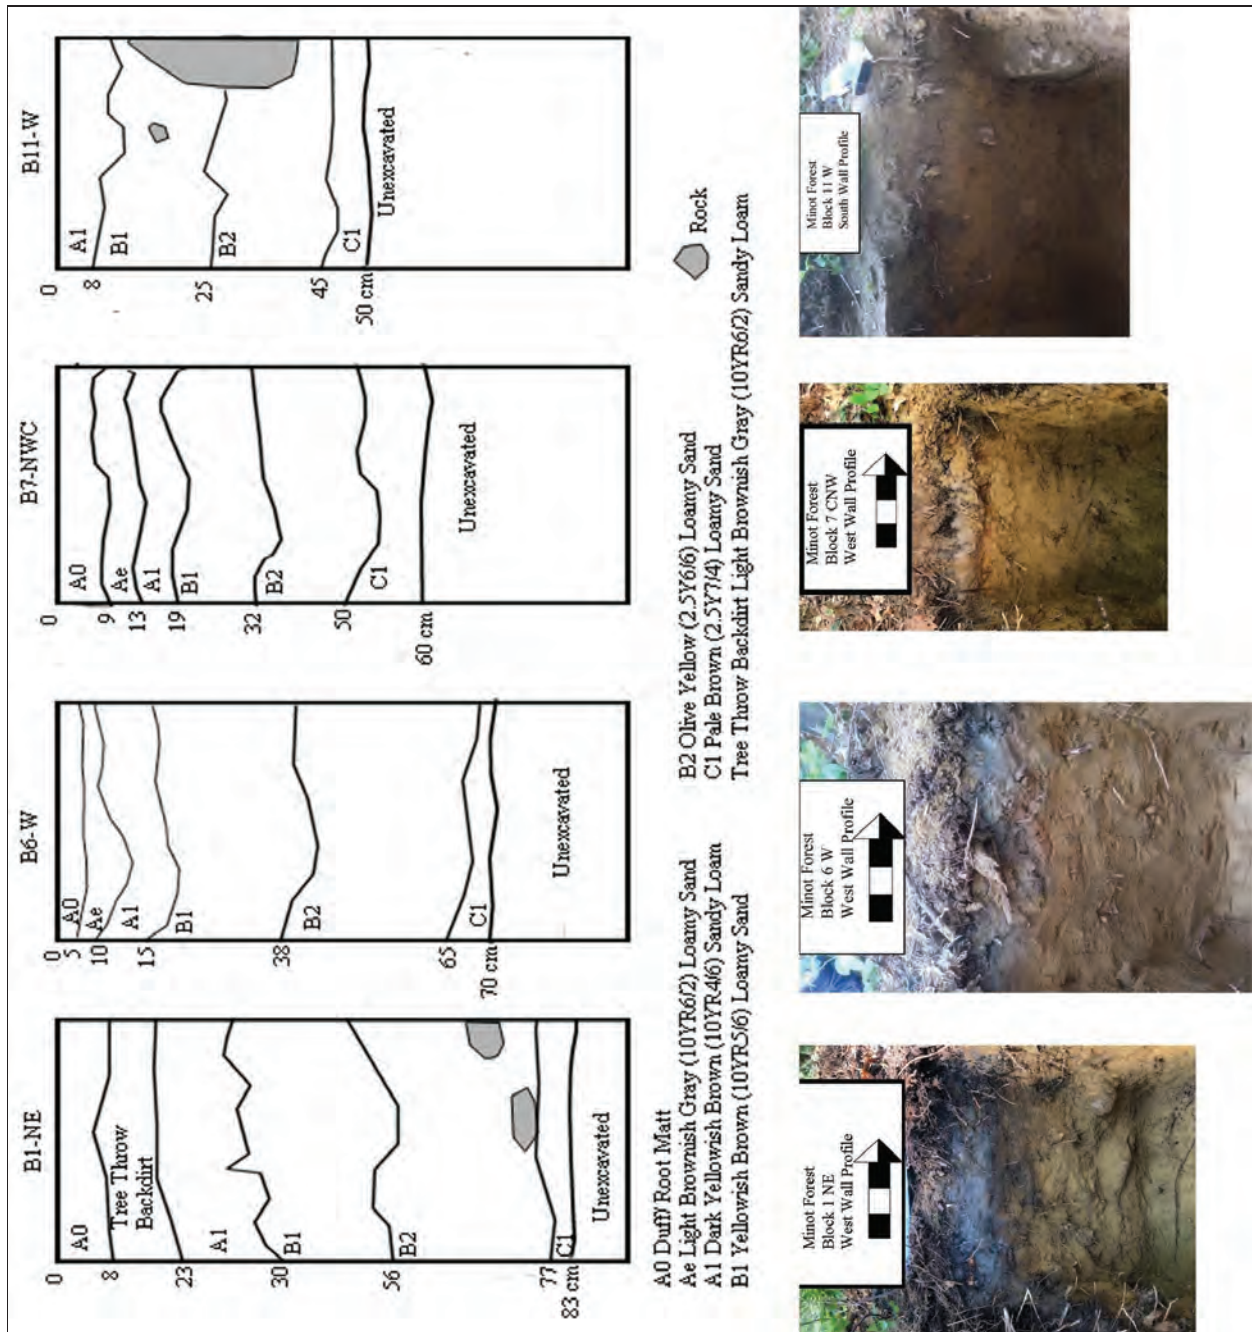 B1-NE
0
8
23
30
56
77
83 cm
A0
Tree Throw
Backdirt
A1
B1
B2
C1
Unexcavated
B6-W
0
5
10
15
38
65
70 cm
A0
Ae
A1
B1
B2
C1
Unexcavated
B7-NWC
0
9
13
19
32
50
60 cm
A0
Ae
A1
B1
B2
C1
Unexcavated
B11-W
0
8
25
45
50 cm
A1
B1
B2
C1
Unexcavated
A0 Duff/ Root Matt
Ae Light Brownish Gray (10YR6/2) Loamy Sand
A1 Dark Yellowish Brown (10YR4/6) Sandy Loam
B1 Yellowish Brown (10YR5/6) Loamy Sand
B2 Olive Yellow (2.5Y6/6) Loamy Sand
C1 Pale Brown (2.5Y7/4) Loamy Sand
Tree Throw Backdirt Light Brownish Gray (10YR6/2) Sandy Loam
Rock
Minot Forest
Block 1 NE
West Wall Profile
Minot Forest
Block 6 W
West Wall Profile
Minot Forest
Block 7 CNW
West Wall Profile
Minot Forest
Block 11 W
South Wall Profile